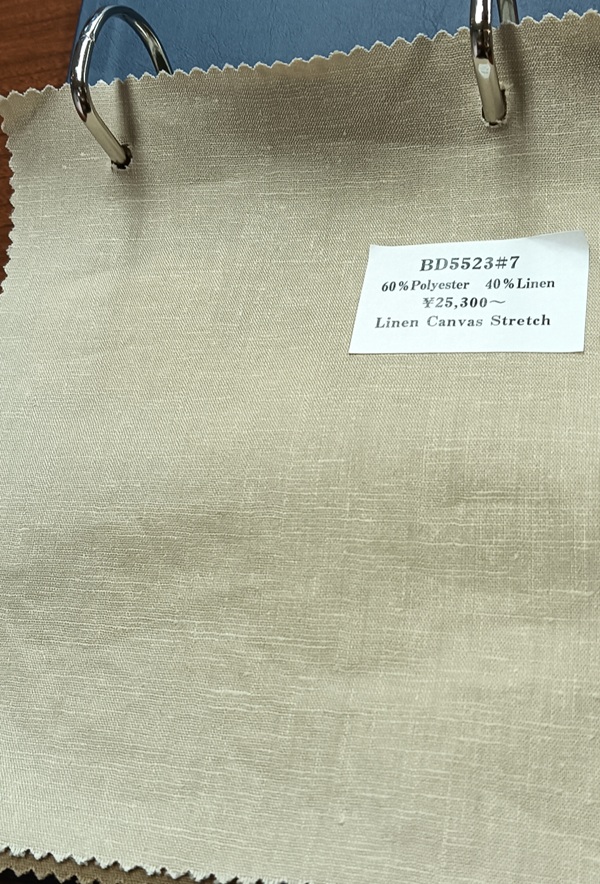 BD5523#7
60%Polyester 40%Linen
¥25,300～
Linen Canvas Stretch